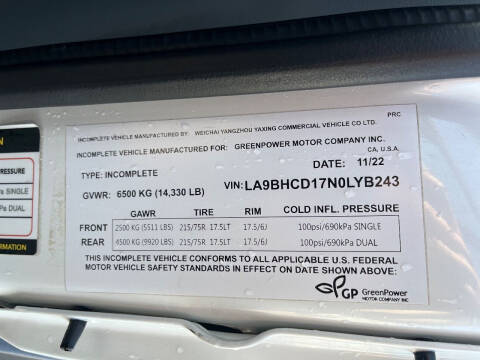 PRC
INCOMPLETE VEHICLE MANUFACTURED BY: WEICHAI YANGZHOU YAXING COMMERCIAL VEHICLE CO LTD.
INCOMPLETE VEHICLE MANUFACTURED FOR: GREENPOWER MOTOR COMPANY INC.
CA, U.S.A.
TYPE: INCOMPLETE DATE: 11/22
GVWR: 6500 KG (14,330 LB) VIN: LA9BHCD17N0LYB243
GAWR TIRE RIMS COLD INFL. PRESSURE
FRONT 2500 KG (5511 LBS) 215/75R 17.5LT 17.5/6J 100psi/690kPa SINGLE
REAR 4500 KG (9920 LBS) 215/75R 17.5LT 17.5/6J 100psi/690kPa DUAL
THIS INCOMPLETE VEHICLE CONFORMS TO ALL APPLICABLE U.S. FEDERAL
MOTOR VEHICLE SAFETY STANDARDS IN EFFECT ON DATE SHOWN ABOVE.
GP GreenPower
MOTOR COMPANY INC
PRESSURE
SINGLE
DUAL
FORMATION